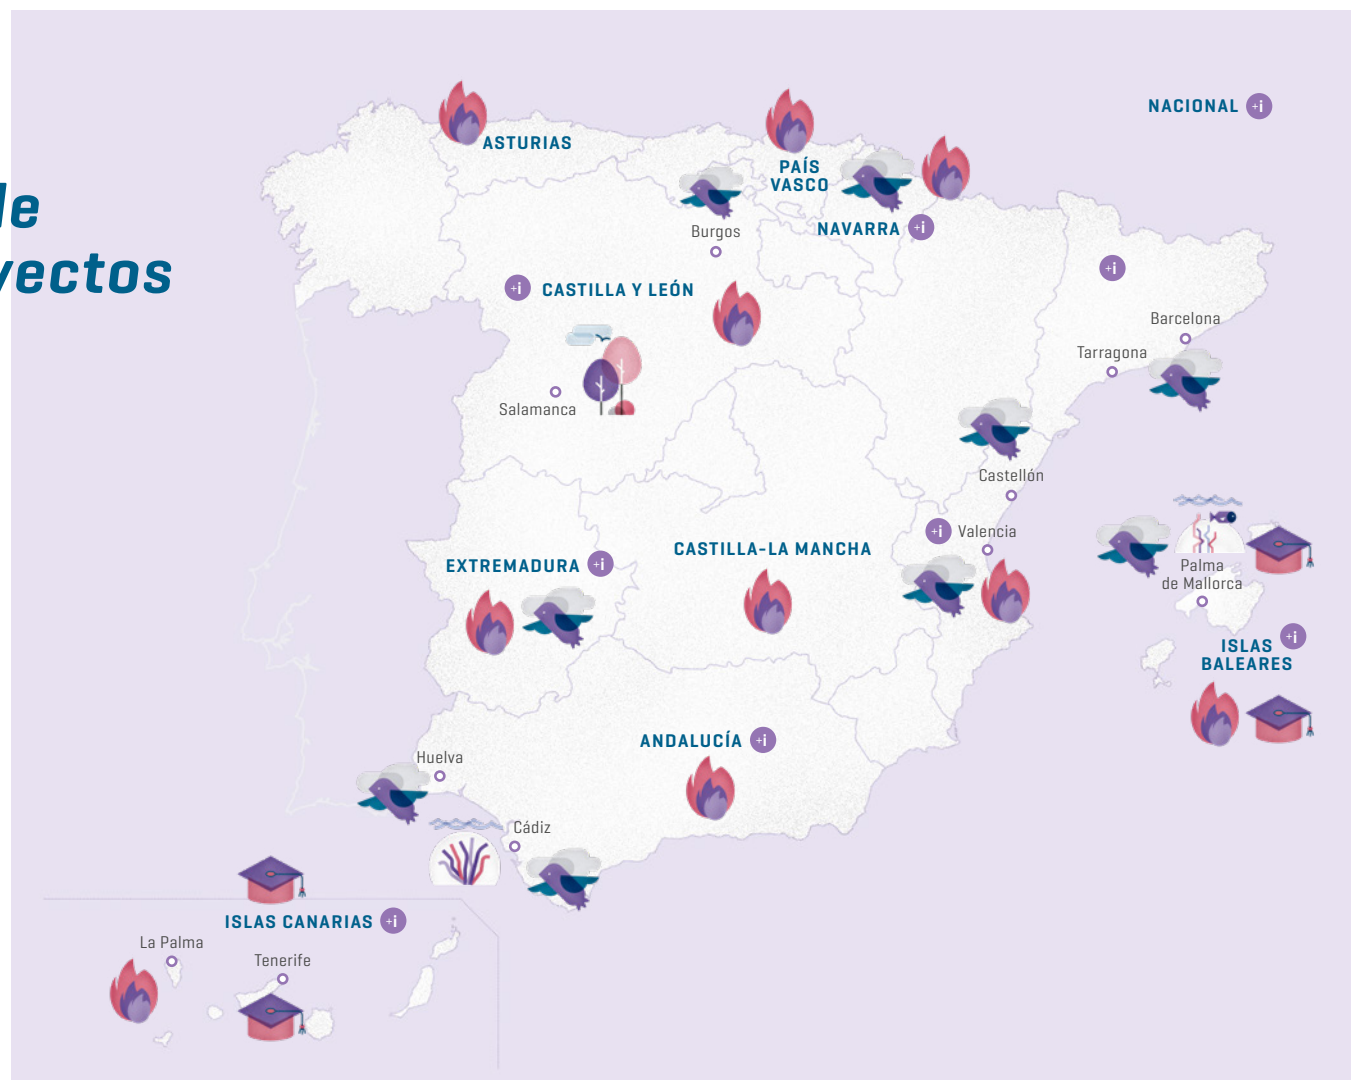 NACIONAL +i
ASTURIAS
PAÍS
VASCO
de
yectos
Burgos
NAVARRA +i
+i CASTILLA Y LEÓN
+i
Barcelona
Tarragona
Salamanca
Castellón
+i Valencia
CASTILLA-LA MANCHA
EXTREMADURA +i
Palma
de Mallorca
+i
ISLAS
BALEARES
ANDALUCÍA +i
Huelva
Cádiz
ISLAS CANARIAS +i
La Palma
Tenerife